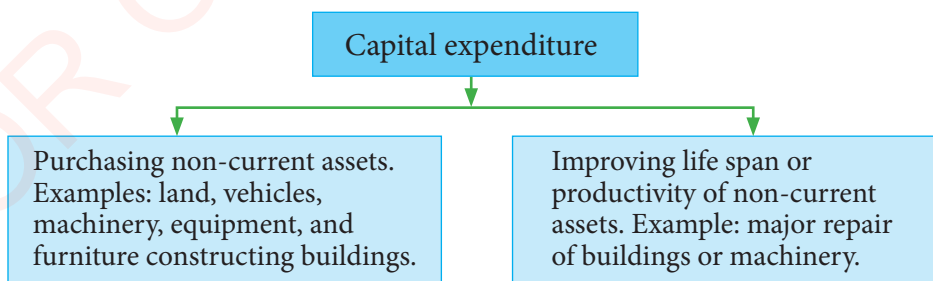 Capital expenditure
Purchasing non-current assets.
Examples: land, vehicles,
machinery, equipment, and
furniture constructing buildings.
Improving life span or
productivity of non-current
assets. Example: major repair
of buildings or machinery.